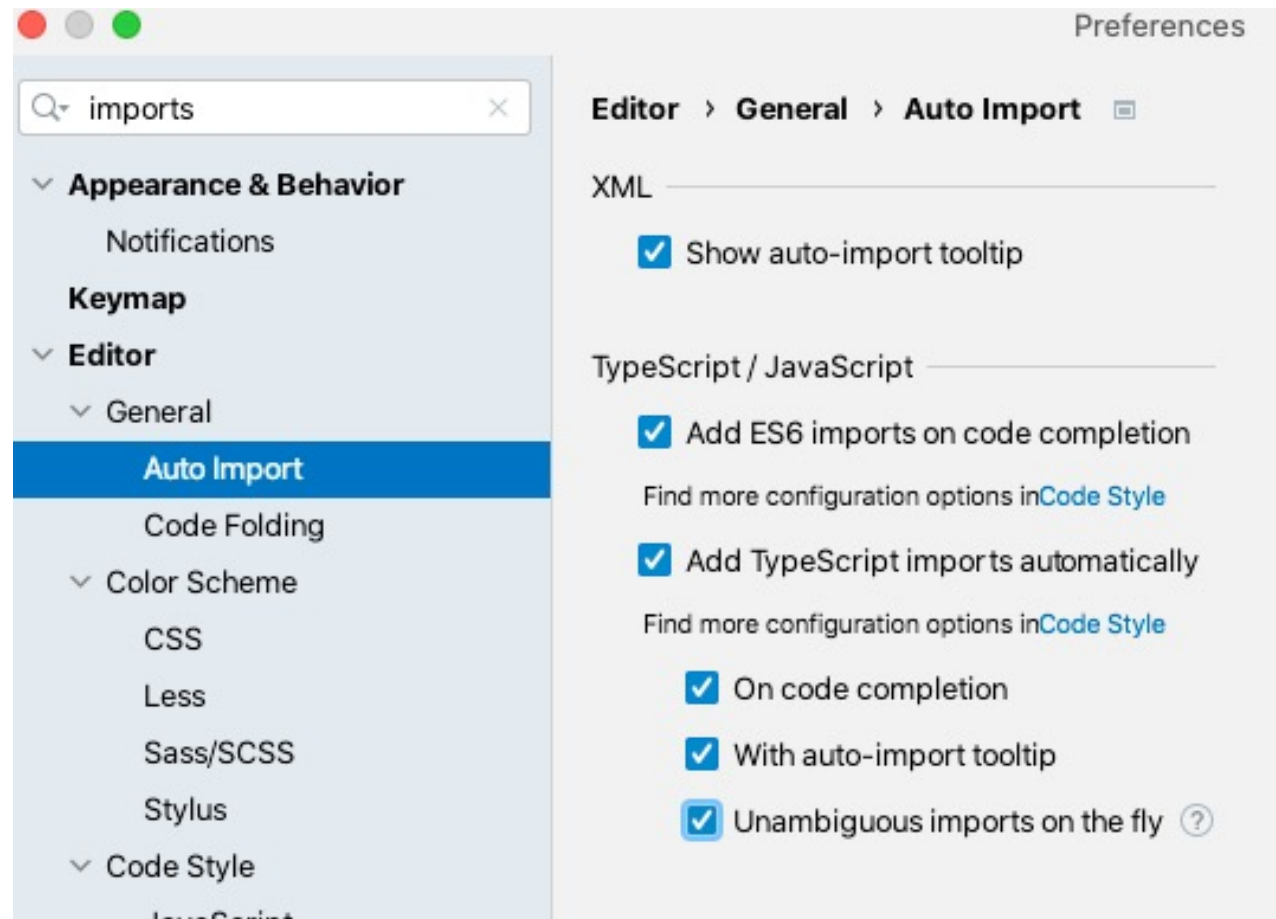 Preferences
imports
Appearance & Behavior
Notifications
Keymap
Editor
General
Auto Import
Code Folding
Color Scheme
CSS
Less
Sass/SCSS
Stylus
Code Style
JavaScript
Editor › General › Auto Import
XML
Show auto-import tooltip
TypeScript / JavaScript
Add ES6 imports on code completion
Find more configuration options inCode Style
Add TypeScript imports automatically
Find more configuration options inCode Style
On code completion
With auto-import tooltip
Unambiguous imports on the fly ?